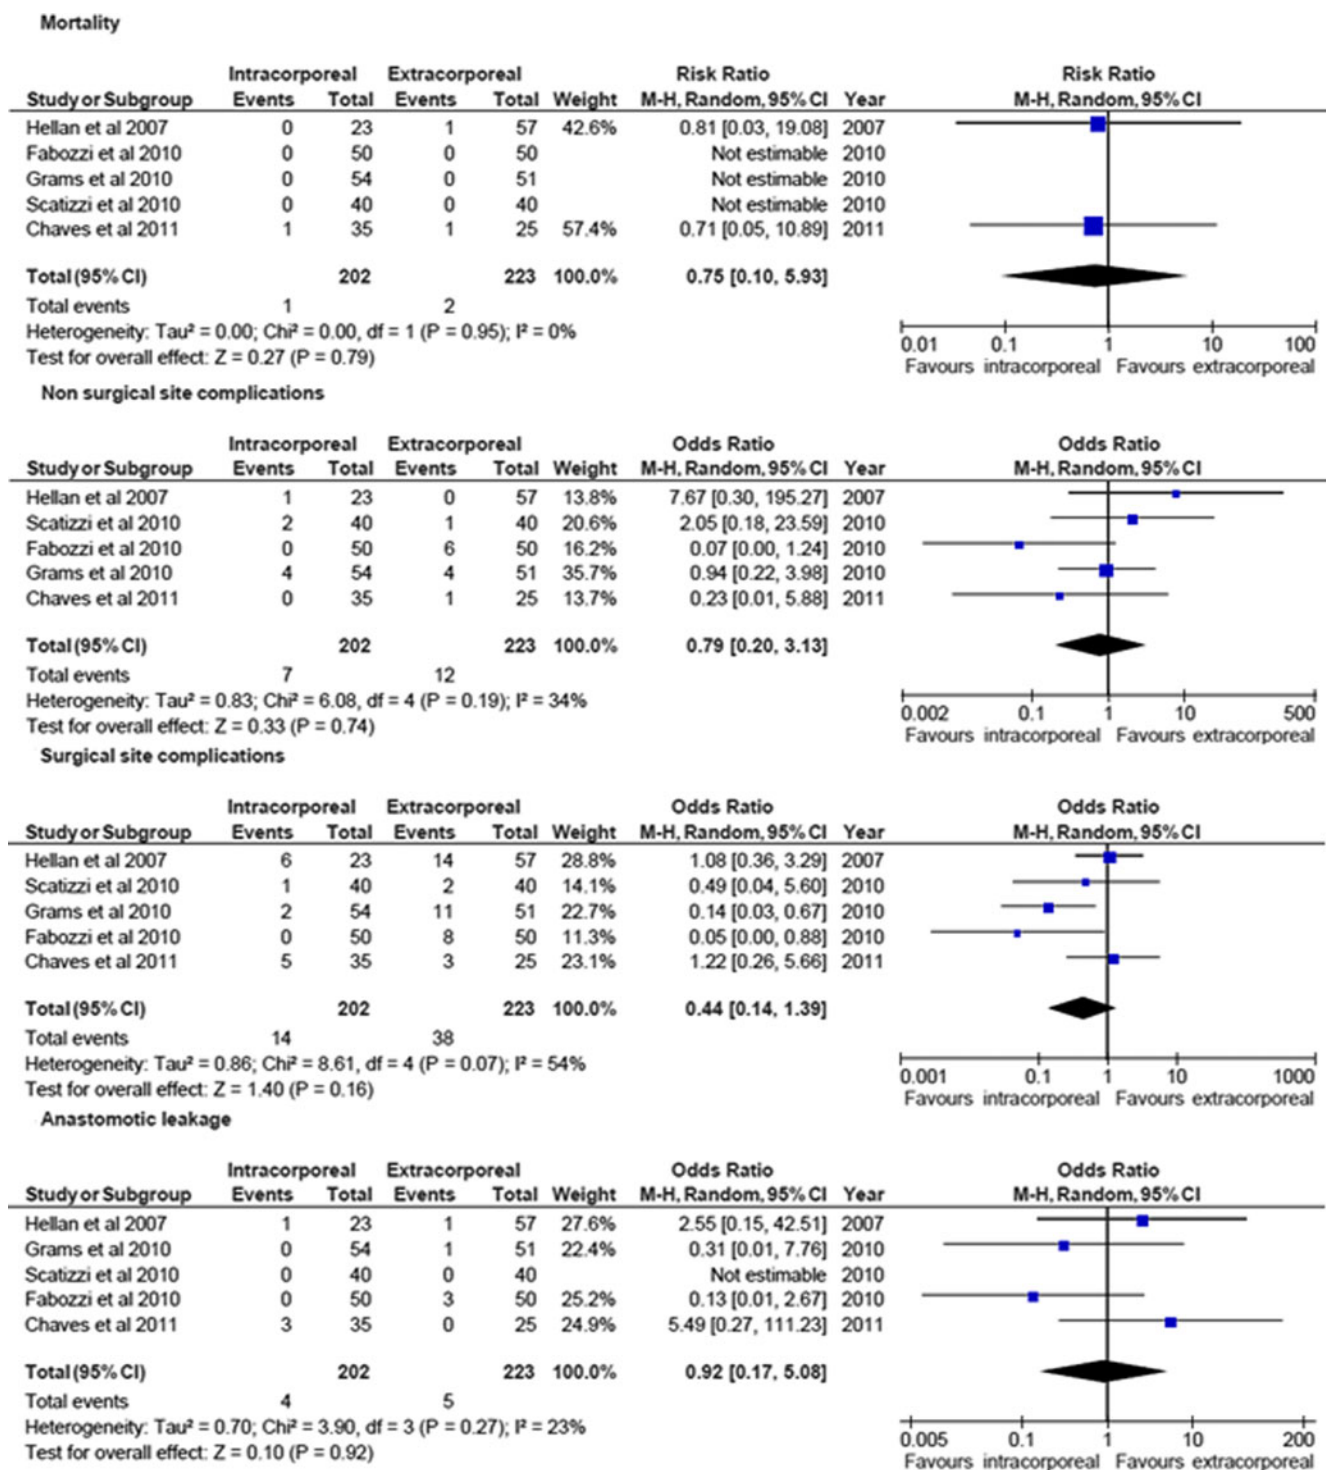 Mortality
Intracorporeal Extracorporeal Risk Ratio Risk Ratio
Study or Subgroup Events Total Events Total Weight M-H, Random, 95% CI Year M-H, Random, 95% CI
Hellan et al 2007 0 23 1 57 42.6% 0.81 [0.03, 19.08] 2007
Fabozzi et al 2010 0 50 0 50 Not estimable 2010
Grams et al 2010 0 54 0 51 Not estimable 2010
Scatizzi et al 2010 0 40 0 40 Not estimable 2010
Chaves et al 2011 1 35 1 25 57.4% 0.71 [0.05, 10.89] 2011
Total (95% CI) 202 223 100.0% 0.75 [0.10, 5.93]
Total events 1 2
Heterogeneity: Tau² = 0.00; Chi² = 0.00, df = 1 (P = 0.95); I² = 0%
Test for overall effect: Z = 0.27 (P = 0.79)
0.01 0.1 1 10 100
Favours intracorporeal Favours extracorporeal
Non surgical site complications
Intracorporeal Extracorporeal Odds Ratio Odds Ratio
Study or Subgroup Events Total Events Total Weight M-H, Random, 95% CI Year M-H, Random, 95% CI
Hellan et al 2007 1 23 0 57 13.8% 7.67 [0.30, 195.27] 2007
Scatizzi et al 2010 2 40 1 40 20.6% 2.05 [0.18, 23.59] 2010
Fabozzi et al 2010 0 50 6 50 16.2% 0.07 [0.00, 1.24] 2010
Grams et al 2010 4 54 4 51 35.7% 0.94 [0.22, 3.98] 2010
Chaves et al 2011 0 35 1 25 13.7% 0.23 [0.01, 5.88] 2011
Total (95% CI) 202 223 100.0% 0.79 [0.20, 3.13]
Total events 7 12
Heterogeneity: Tau² = 0.83; Chi² = 6.08, df = 4 (P = 0.19); I² = 34%
Test for overall effect: Z = 0.33 (P = 0.74)
0.002 0.1 1 10 500
Favours intracorporeal Favours extracorporeal
Surgical site complications
Intracorporeal Extracorporeal Odds Ratio Odds Ratio
Study or Subgroup Events Total Events Total Weight M-H, Random, 95% CI Year M-H, Random, 95% CI
Hellan et al 2007 6 23 14 57 28.8% 1.08 [0.36, 3.29] 2007
Scatizzi et al 2010 1 40 2 40 14.1% 0.49 [0.04, 5.60] 2010
Grams et al 2010 2 54 11 51 22.7% 0.14 [0.03, 0.67] 2010
Fabozzi et al 2010 0 50 8 50 11.3% 0.05 [0.00, 0.88] 2010
Chaves et al 2011 5 35 3 25 23.1% 1.22 [0.26, 5.66] 2011
Total (95% CI) 202 223 100.0% 0.44 [0.14, 1.39]
Total events 14 38
Heterogeneity: Tau² = 0.86; Chi² = 8.61, df = 4 (P = 0.07); I² = 54%
Test for overall effect: Z = 1.40 (P = 0.16)
0.001 0.1 1 10 1000
Favours intracorporeal Favours extracorporeal
Anastomotic leakage
Intracorporeal Extracorporeal Odds Ratio Odds Ratio
Study or Subgroup Events Total Events Total Weight M-H, Random, 95% CI Year M-H, Random, 95% CI
Hellan et al 2007 1 23 1 57 27.6% 2.55 [0.15, 42.51] 2007
Grams et al 2010 0 54 1 51 22.4% 0.31 [0.01, 7.76] 2010
Scatizzi et al 2010 0 40 0 40 Not estimable 2010
Fabozzi et al 2010 0 50 3 50 25.2% 0.13 [0.01, 2.67] 2010
Chaves et al 2011 3 35 0 25 24.9% 5.49 [0.27, 111.23] 2011
Total (95% CI) 202 223 100.0% 0.92 [0.17, 5.08]
Total events 4 5
Heterogeneity: Tau² = 0.70; Chi² = 3.90, df = 3 (P = 0.27); I² = 23%
Test for overall effect: Z = 0.10 (P = 0.92)
0.005 0.1 1 10 200
Favours intracorporeal Favours extracorporeal